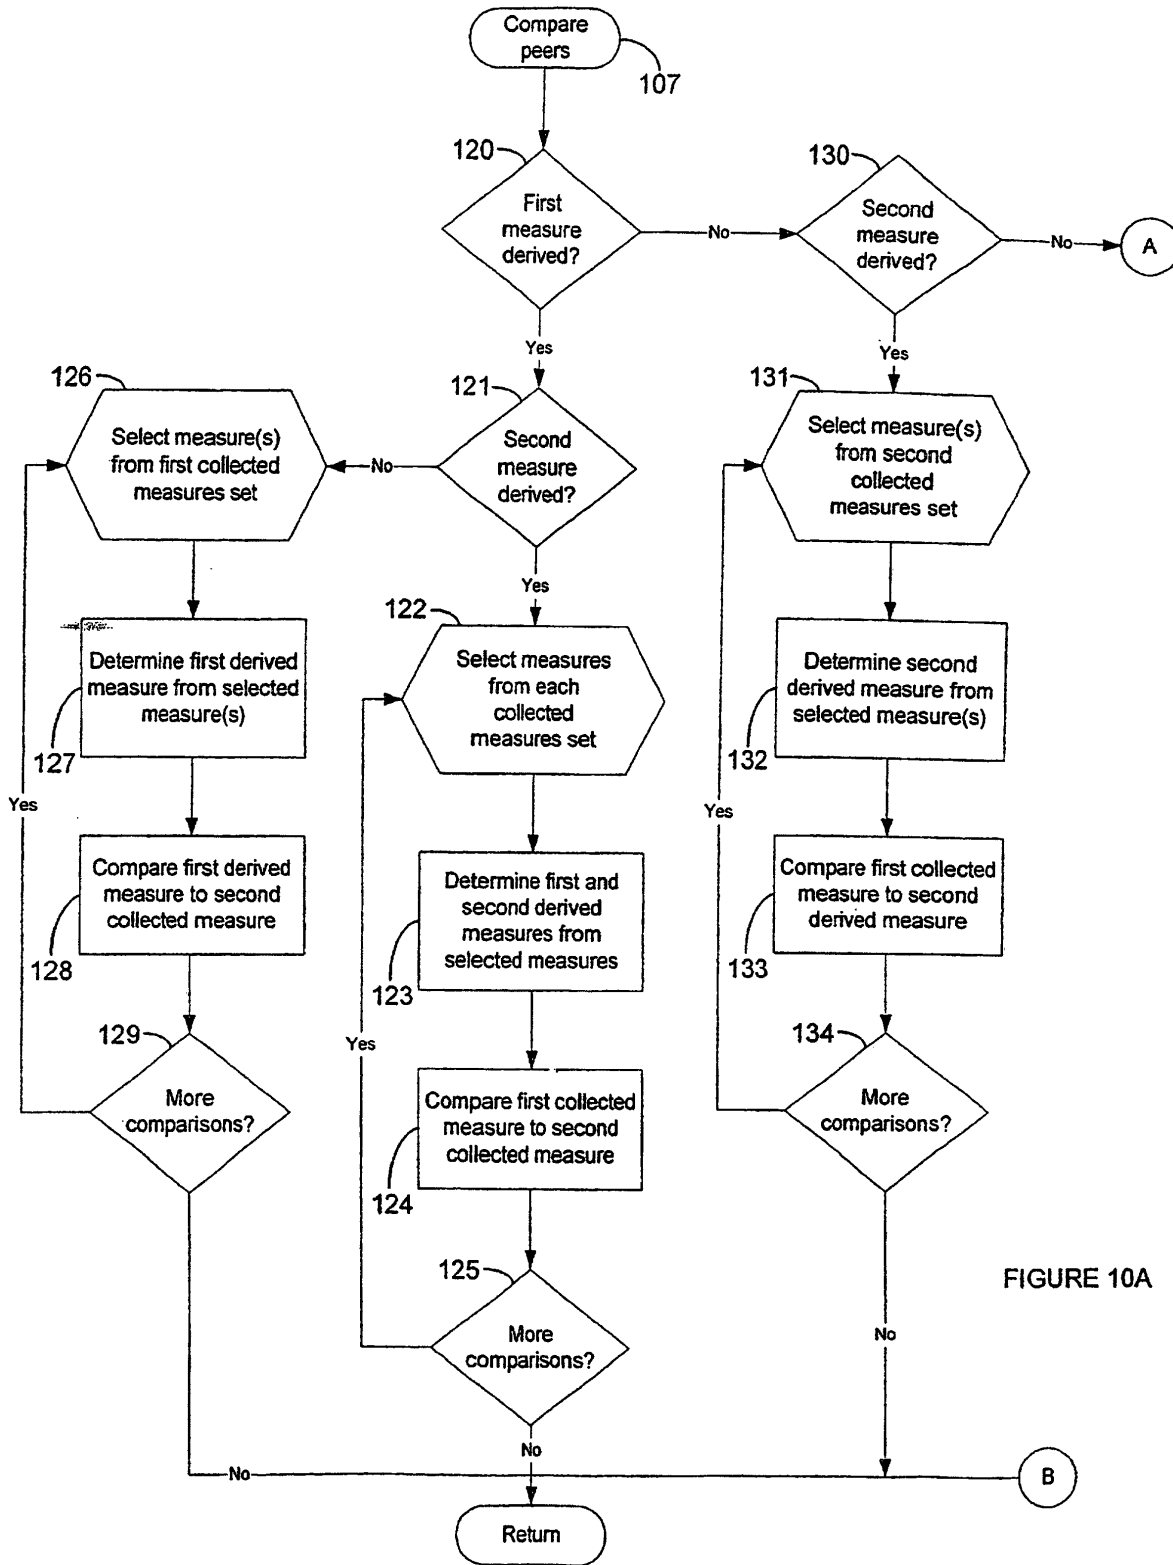 Compare
peers
107
120
First
measure
derived?
No
130
Second
measure
derived?
No
A
Yes
Yes
126
Select measure(s)
from first collected
measures set
No
121
Second
measure
derived?
131
Select measure(s)
from second
collected
measures set
Yes
122
Select measures
from each
collected
measures set
Determine first derived
measure from selected
measure(s)
127
Determine second
derived measure from
selected measure(s)
132
Yes
Yes
Compare first derived
measure to second
collected measure
128
Determine first and
second derived
measures from
selected measures
123
Compare first collected
measure to second
derived measure
133
129
More
comparisons?
Yes
134
More
comparisons?
Compare first collected
measure to second
collected measure
124
125
More
comparisons?
FIGURE 10A
No
No
No
B
Return